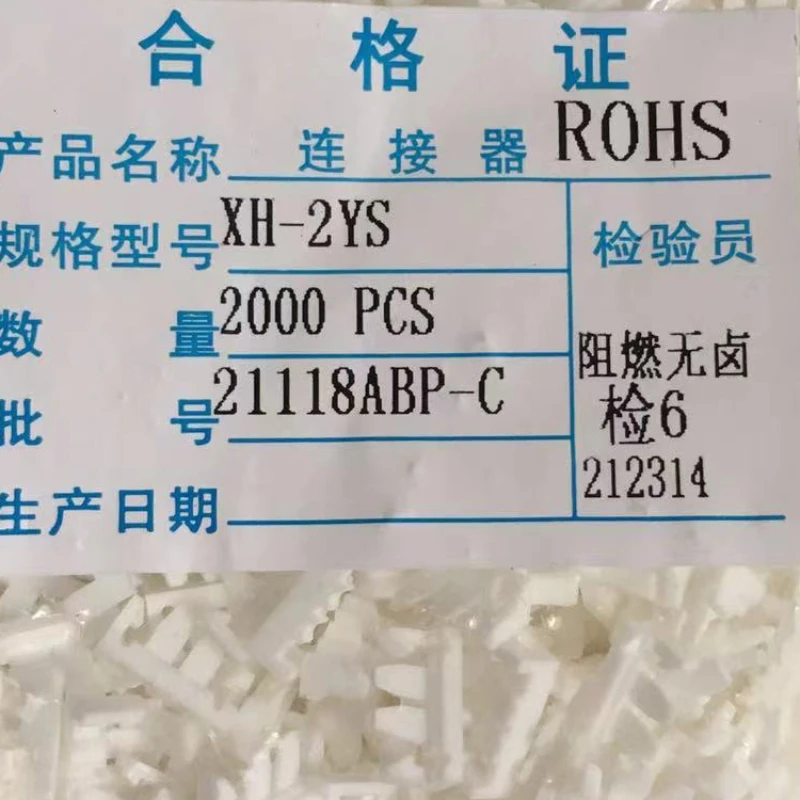 合格证
产品名称 连接器 ROHS
规格型号 XH-2YS
检验员
数量 2000 PCS
阻燃无卤
批号 21118ABP-C
检6
212314
生产日期